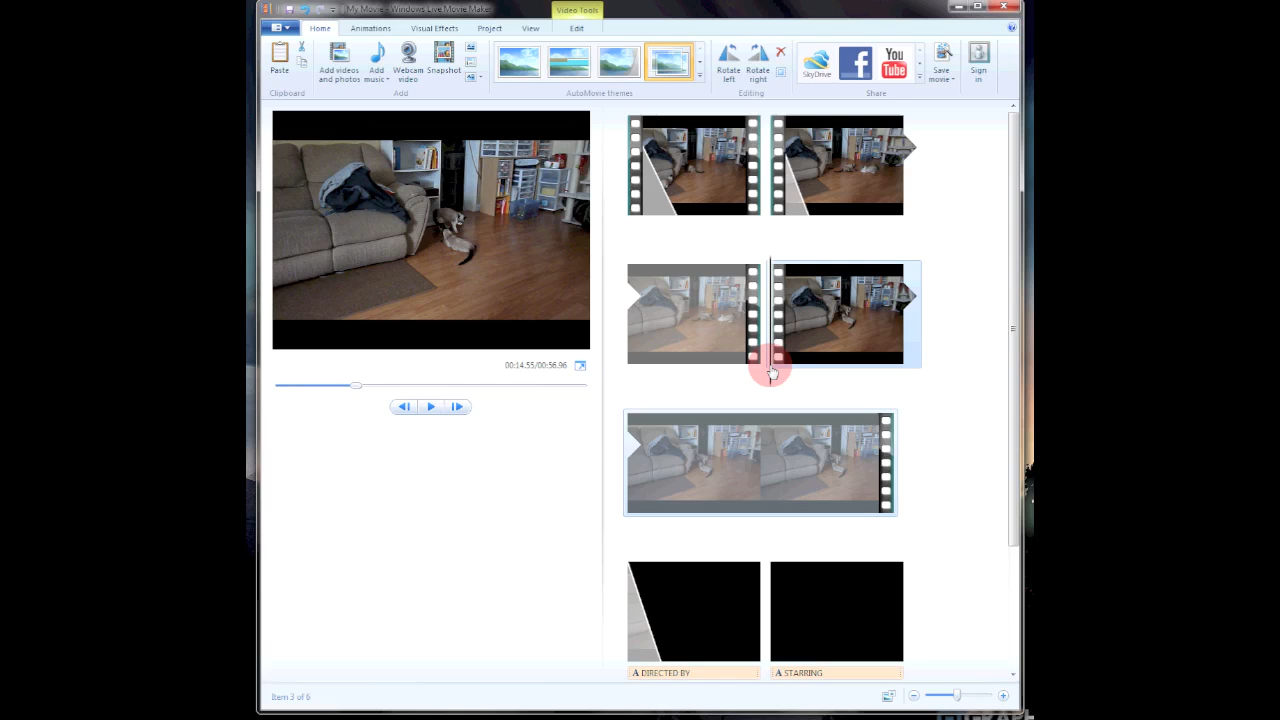 My Movie - Windows Live Movie Maker
Video Tools
Home
Animations
Visual Effects
Project
View
Edit
Paste
Add videos and photos
Add music
Webcam video
Snapshot
Rotate left
Rotate right
SkyDrive
You Tube
Save movie
Sign in
Clipboard
Add
AutoMovie themes
Editing
Share
00:14.55/00:56.96
A DIRECTED BY
A STARRING
Item 3 of 6